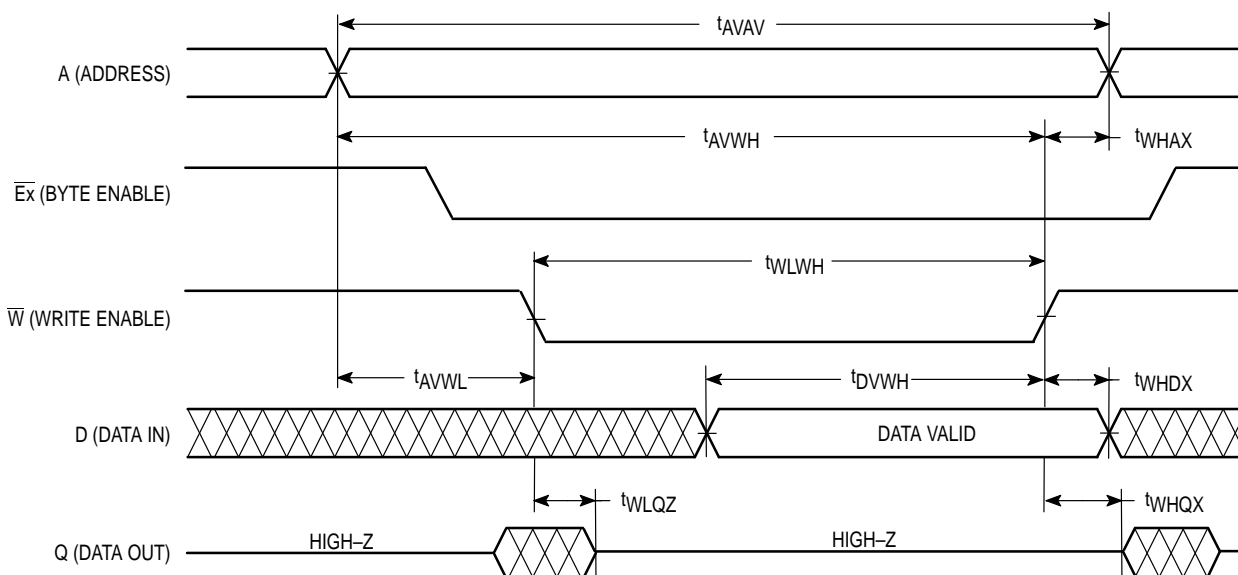 tAVAV
A (ADDRESS)
tAVWH
tWHAX
Ex (BYTE ENABLE)
tWLWH
W (WRITE ENABLE)
tAVWL
tDVWH
tWHDX
D (DATA IN)
DATA VALID
tWLQZ
tWHQX
Q (DATA OUT)
HIGH–Z
HIGH–Z